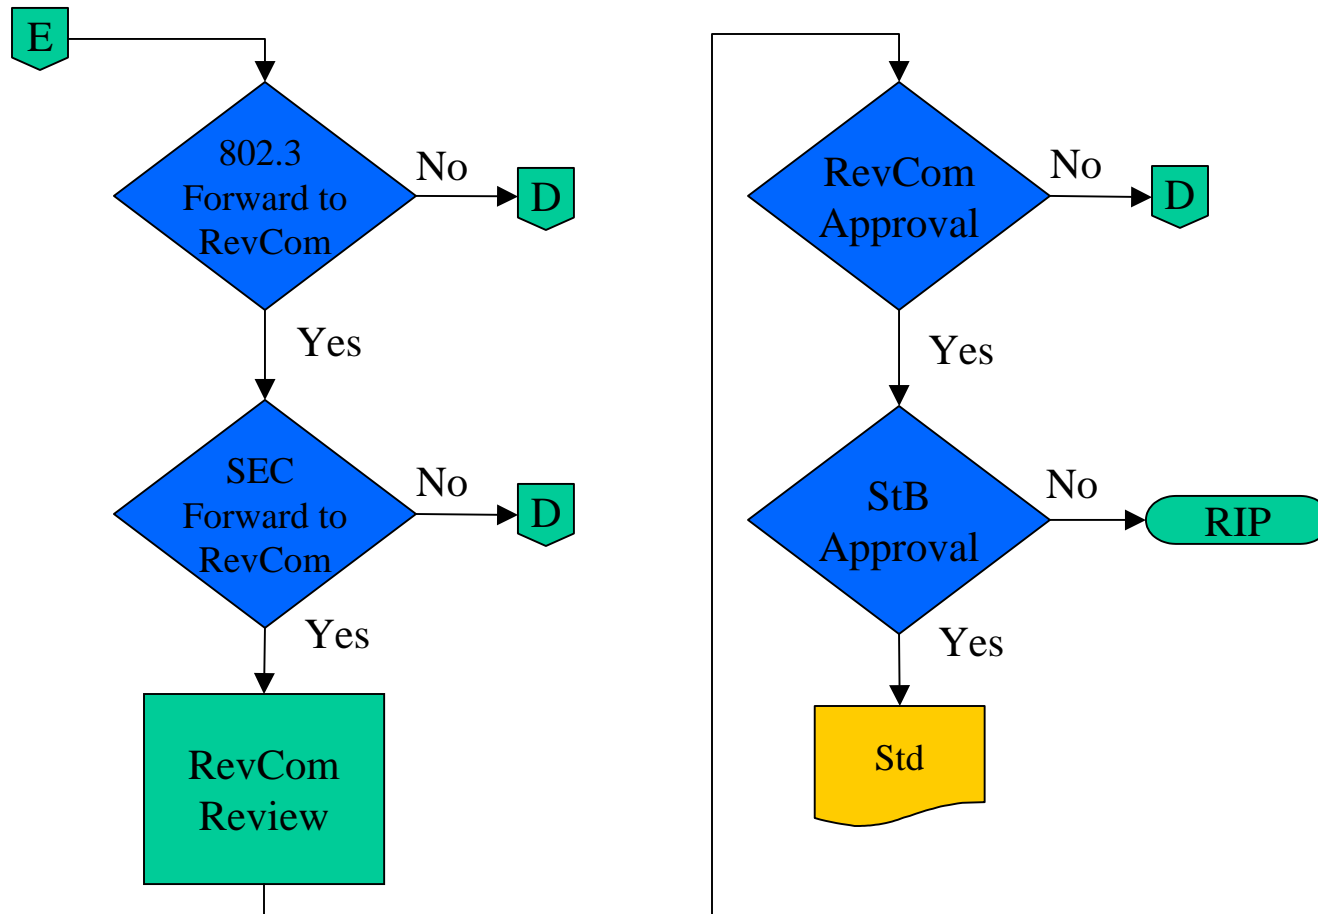 E
802.3
Forward to
RevCom
No
D
Yes
SEC
Forward to
RevCom
No
D
Yes
RevCom
Review
RevCom
Approval
No
D
Yes
StB
Approval
No
RIP
Yes
Std